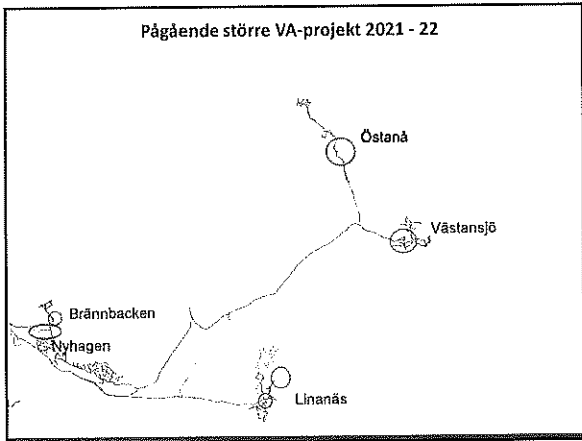 Pågående större VA-projekt 2021 - 22
Östanå
Västansjö
Brännbacken
Nyhagen
Linanäs